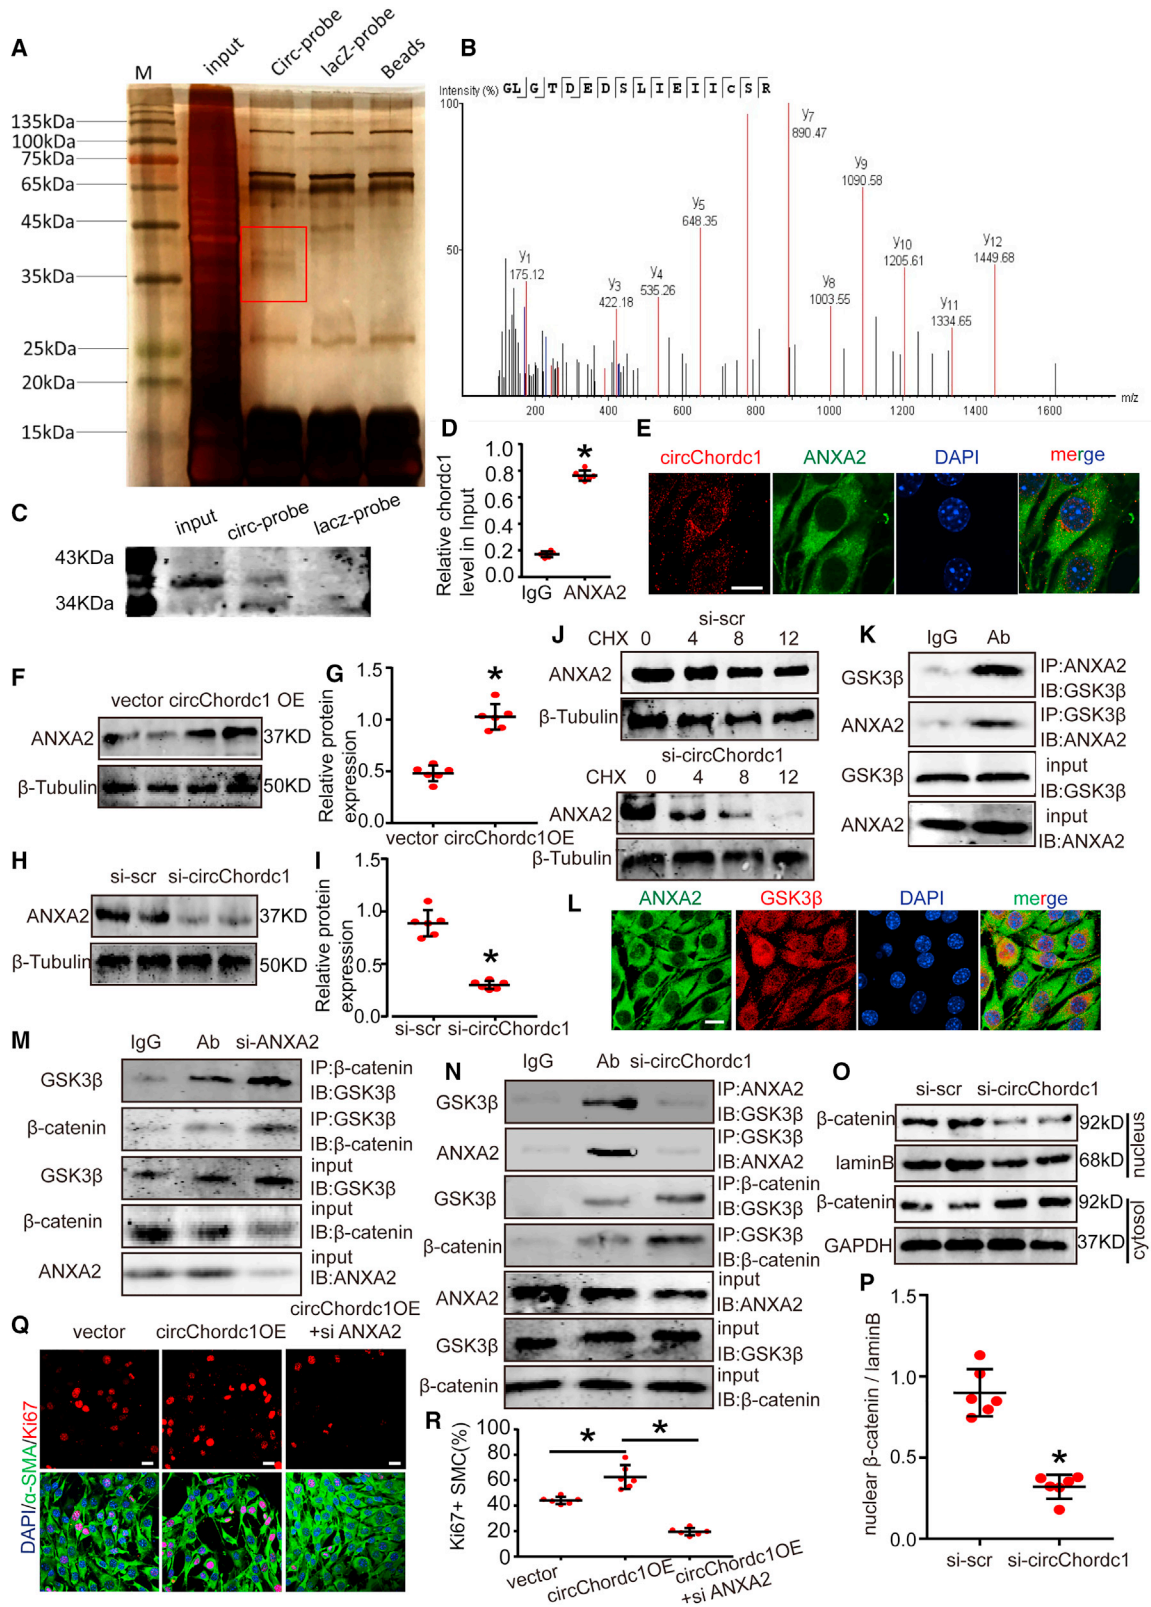 A
M
input
Circ-probe
lacZ-probe
Beads
135kDa
100kDa
75kDa
65kDa
45kDa
35kDa
25kDa
20kDa
15kDa
B
Intensity (%)
GLGTDEDSLIEIIcSR
100
50
y1
175.12
y3
422.18
y4
535.26
y5
648.35
y7
890.47
y8
1003.55
y9
1090.58
y10
1205.61
y11
1334.65
y12
1449.68
200 400 600 800 1000 1200 1400 1600 m/z
C
input
circ-probe
lacz-probe
43KDa
34KDa
D
Relative chordc1
level in Input
1.0
0.8
0.6
0.4
0.2
0.0
*
IgG ANXA2
E
circChordc1 ANXA2 DAPI merge
F
vector circChordc1 OE
ANXA2 37KD
β-Tubulin 50KD
G
Relative protein
expression
1.5
1.0
0.5
0.0
*
vector circChordc1OE
H
si-scr si-circChordc1
ANXA2 37KD
β-Tubulin 50KD
I
Relative protein
expression
1.5
1.0
0.5
0.0
*
si-scr si-circChordc1
J
si-scr
CHX 0 4 8 12
ANXA2
β-Tubulin
si-circChordc1
CHX 0 4 8 12
ANXA2
β-Tubulin
K
IgG Ab
GSK3β IP:ANXA2
IB:GSK3β
ANXA2 IP:GSK3β
IB:ANXA2
GSK3β input
IB:GSK3β
ANXA2 input
IB:ANXA2
L
ANXA2 GSK3β DAPI merge
M
IgG Ab si-ANXA2
GSK3β IP:β-catenin
IB:GSK3β
β-catenin IP:GSK3β
IB:β-catenin
GSK3β input
IB:GSK3β
β-catenin input
IB:β-catenin
ANXA2 input
IB:ANXA2
N
IgG Ab si-circChordc1
GSK3β IP:ANXA2
IB:GSK3β
ANXA2 IP:GSK3β
IB:ANXA2
GSK3β IP:β-catenin
IB:GSK3β
β-catenin IP:GSK3β
IB:β-catenin
ANXA2 input
IB:ANXA2
GSK3β input
IB:GSK3β
β-catenin input
IB:β-catenin
O
si-scr si-circChordc1
β-catenin 92kD
laminB 68kD
nucleus
β-catenin 92kD
GAPDH 37KD
cytosol
P
nuclear β-catenin / laminB
1.5
1.0
0.5
0.0
*
si-scr si-circChordc1
Q
vector circChordc1OE circChordc1OE
+si ANXA2
DAPI/α-SMA/Ki67
R
Ki67+ SMC(%)
100
80
60
40
20
0
* *
vector
circChordc1OE
circChordc1OE
+si ANXA2